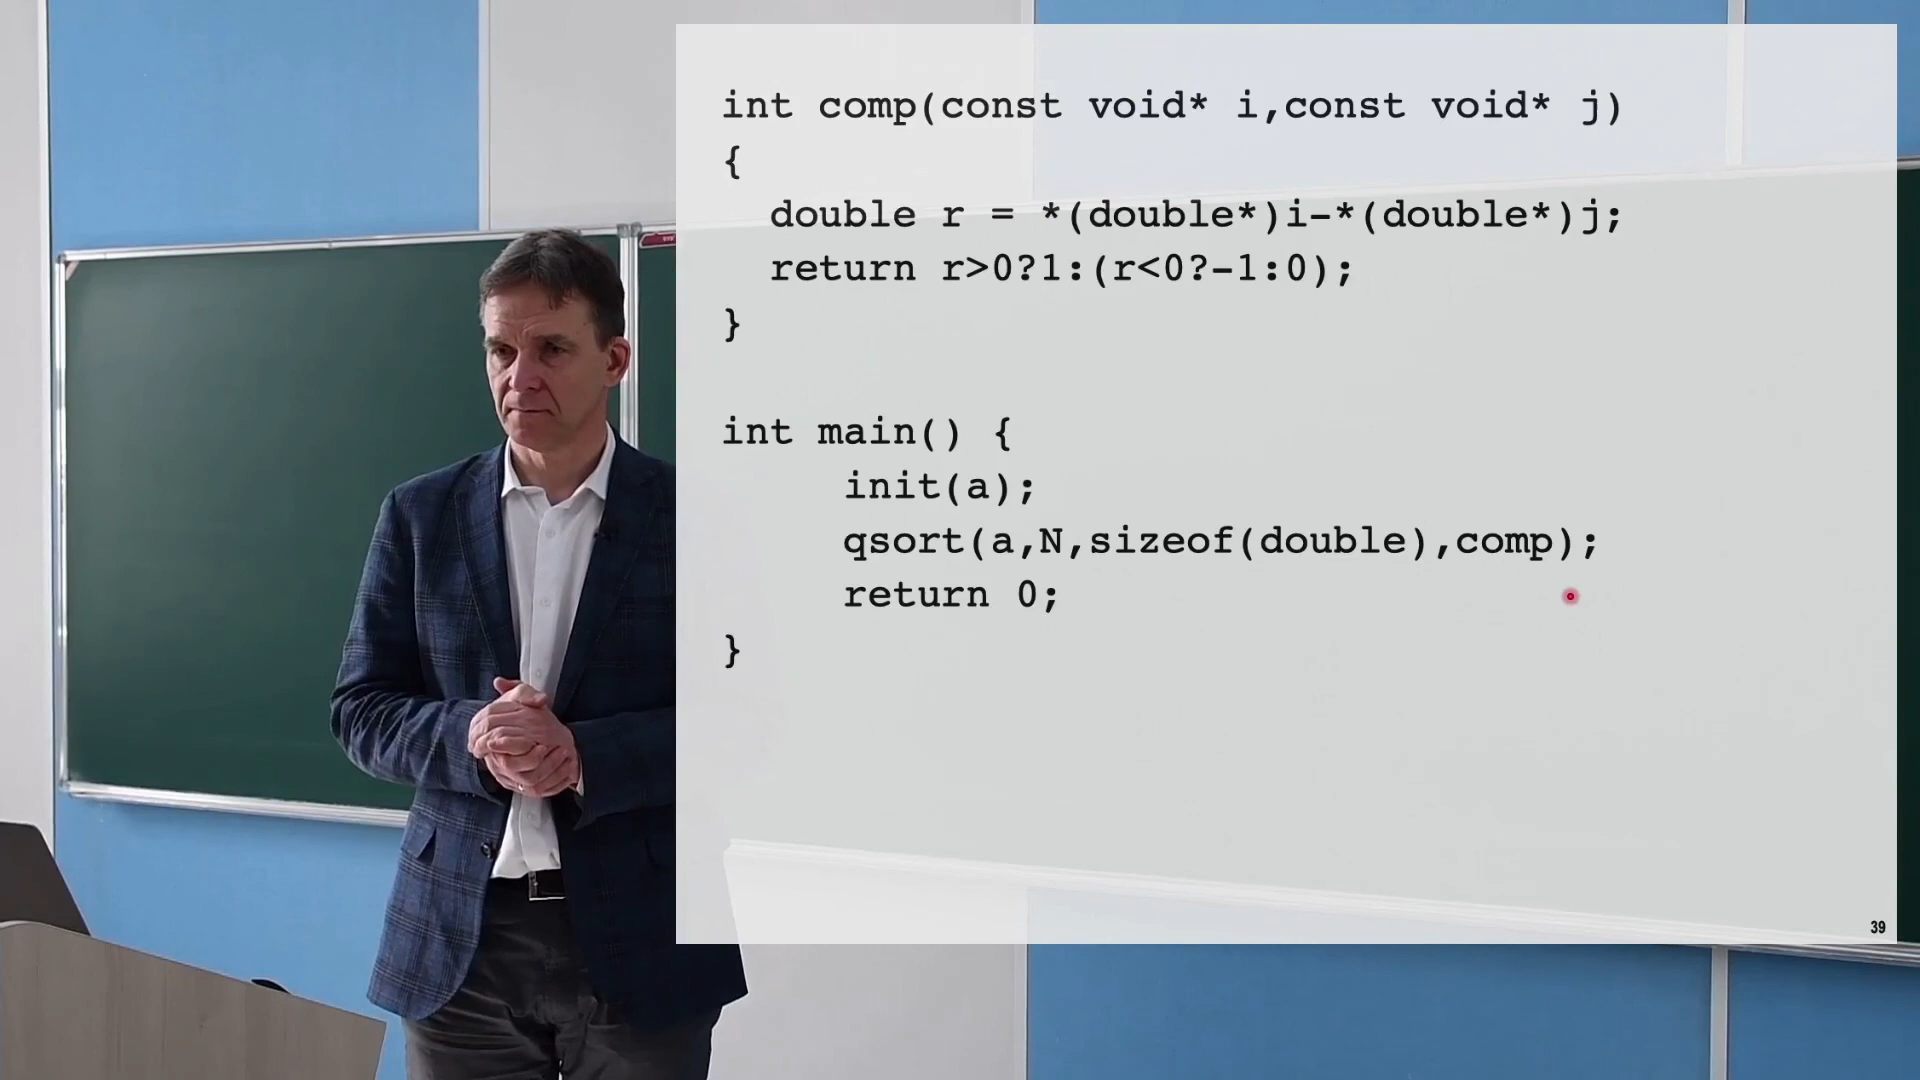 int comp(const void* i,const void* j)
{
double r = *(double*)i-*(double*)j;
return r>0?1:(r<0?-1:0);
}
int main() {
init(a);
qsort(a,N,sizeof(double),comp);
return 0;
}
39